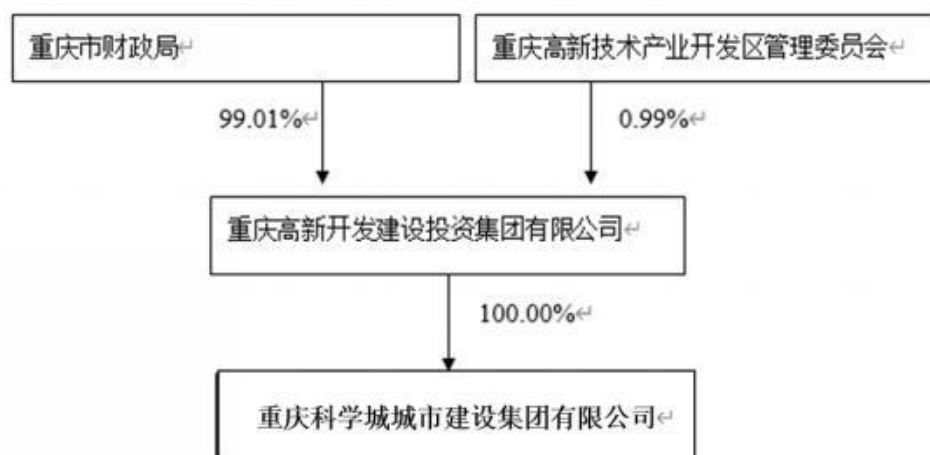 重庆市财政局↵
重庆高新技术产业开发区管理委员会↵
99.01%↵
0.99%↵
重庆高新开发建设投资集团有限公司↵
100.00%↵
重庆科学城城市建设集团有限公司↵